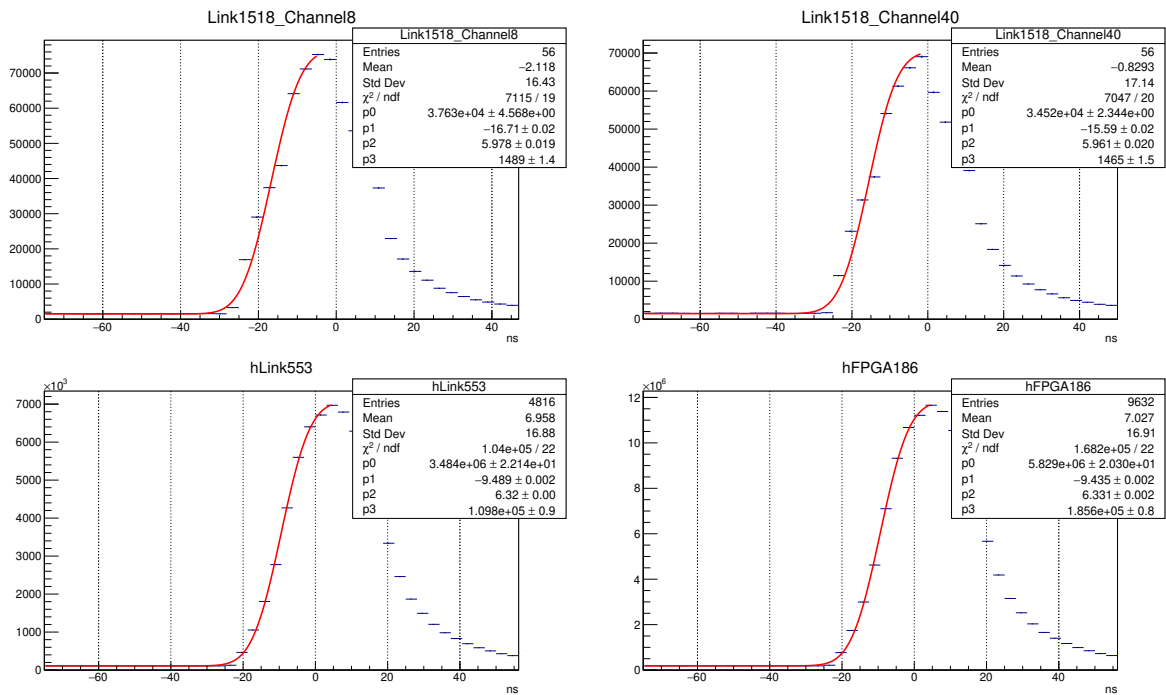 Link1518_Channel8
Link1518_Channel8
Entries 56
Mean −2.118
Std Dev 16.43
χ² / ndf 7115 / 19
p0 3.763e+04 ± 4.568e+00
p1 −16.71 ± 0.02
p2 5.978 ± 0.019
p3 1489 ± 1.4
70000
60000
50000
40000
30000
20000
10000
0
−60 −40 −20 0 20 40
ns
Link1518_Channel40
Link1518_Channel40
Entries 56
Mean −0.8293
Std Dev 17.14
χ² / ndf 7047 / 20
p0 3.452e+04 ± 2.344e+00
p1 −15.59 ± 0.02
p2 5.961 ± 0.020
p3 1465 ± 1.5
70000
60000
50000
40000
30000
20000
10000
0
−60 −40 −20 0 20 40
ns
hLink553
×10³
hLink553
Entries 4816
Mean 6.958
Std Dev 16.88
χ² / ndf 1.04e+05 / 22
p0 3.484e+06 ± 2.214e+01
p1 −9.489 ± 0.002
p2 6.32 ± 0.00
p3 1.098e+05 ± 0.9
7000
6000
5000
4000
3000
2000
1000
0
−60 −40 −20 0 20 40
ns
hFPGA186
×10⁶
hFPGA186
Entries 9632
Mean 7.027
Std Dev 16.91
χ² / ndf 1.682e+05 / 22
p0 5.829e+06 ± 2.030e+01
p1 −9.435 ± 0.002
p2 6.331 ± 0.002
p3 1.856e+05 ± 0.8
12
10
8
6
4
2
0
−60 −40 −20 0 20 40
ns